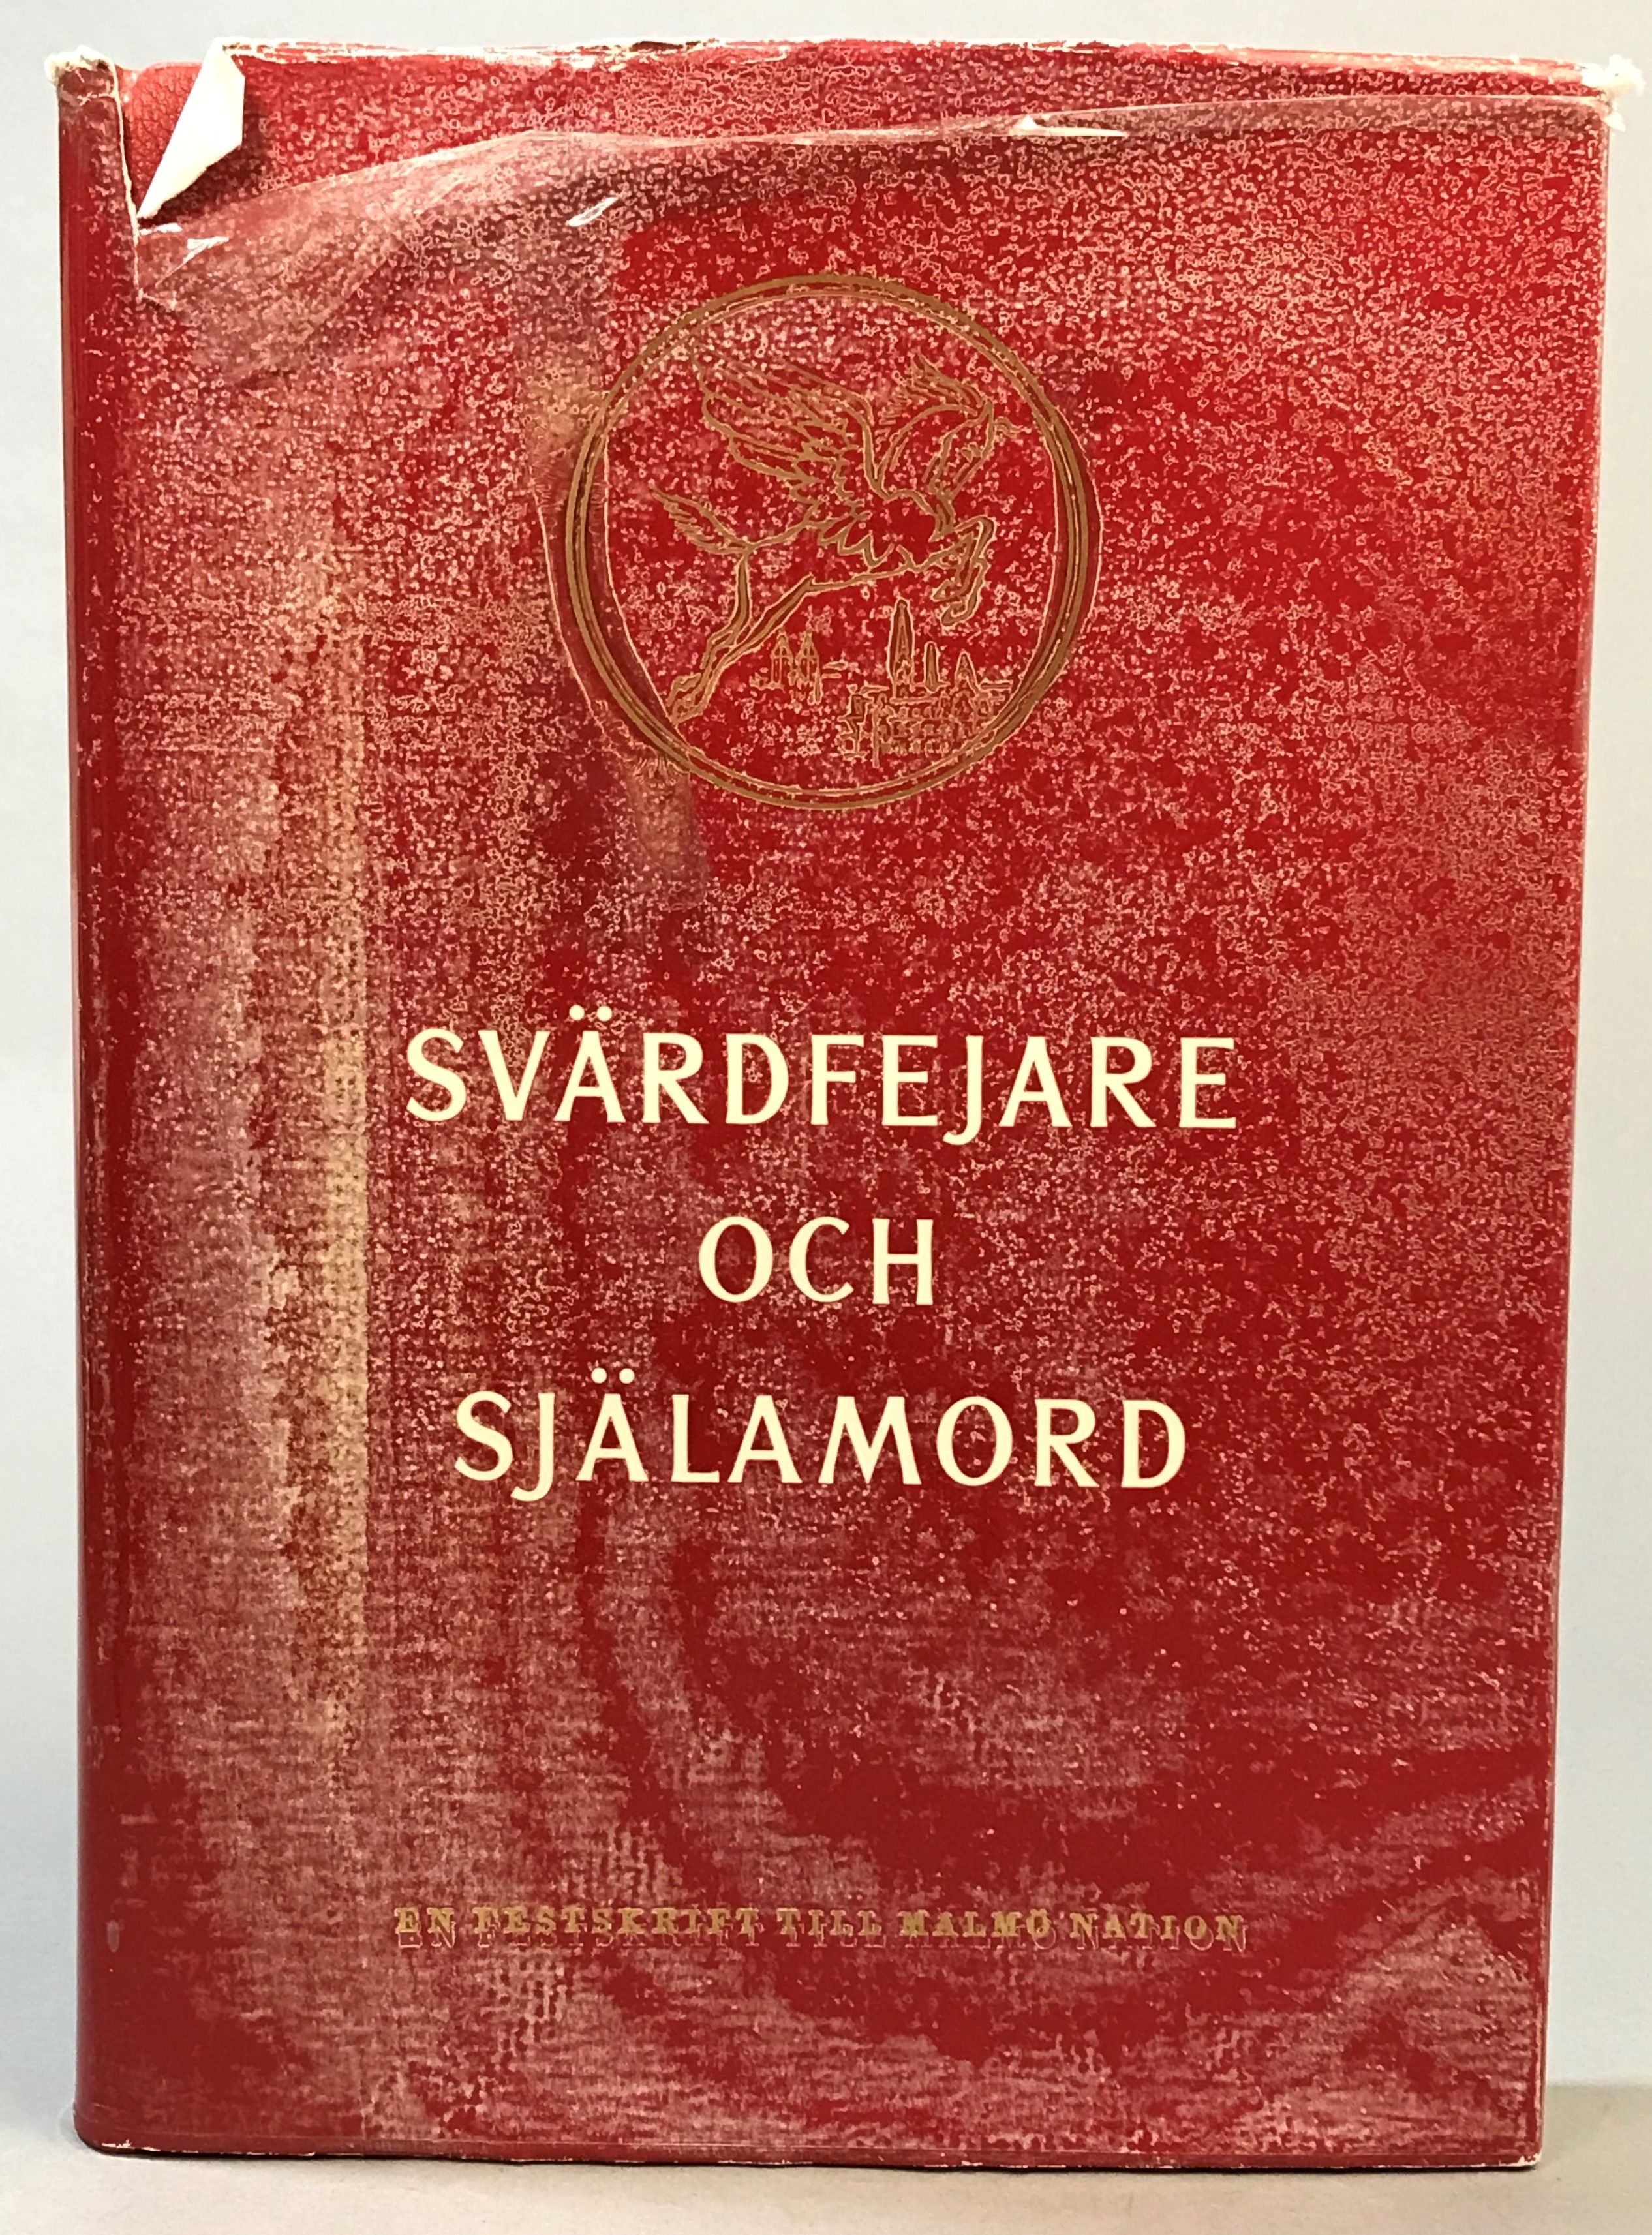 SVÄRDFEJARE
OCH
SJÄLAMORD
EN FESTSKRIFT TILL MALMÖ NATION